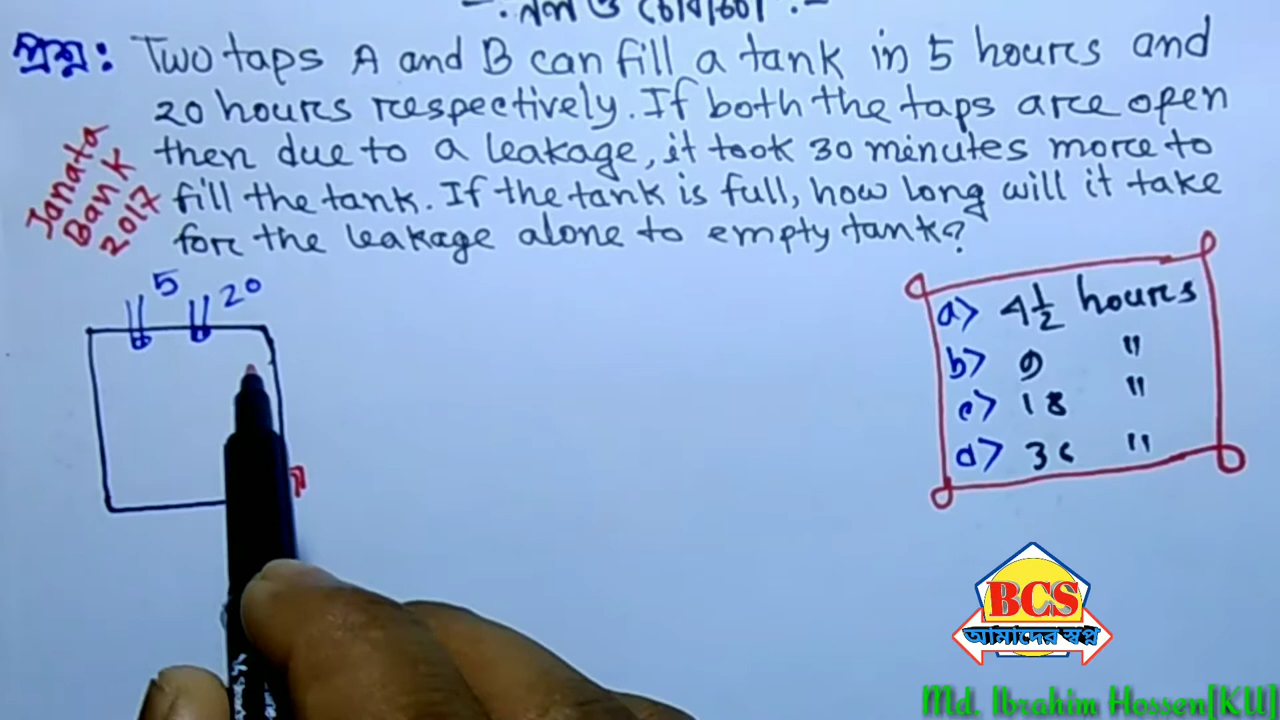 নল ও চৌবাচ্চা
প্রশ্ন: Two taps A and B can fill a tank in 5 hours and
20 hours respectively. If both the taps are open
then due to a leakage, it took 30 minutes more to
fill the tank. If the tank is full, how long will it take
for the leakage alone to empty tank?
Janata
Bank
2017
5 20
a> 4 1/2 hours
b> 9 "
c> 18 "
d> 36 "
BCS
আমাদের স্বপ্ন
Md. Ibrahim Hossen[KU]